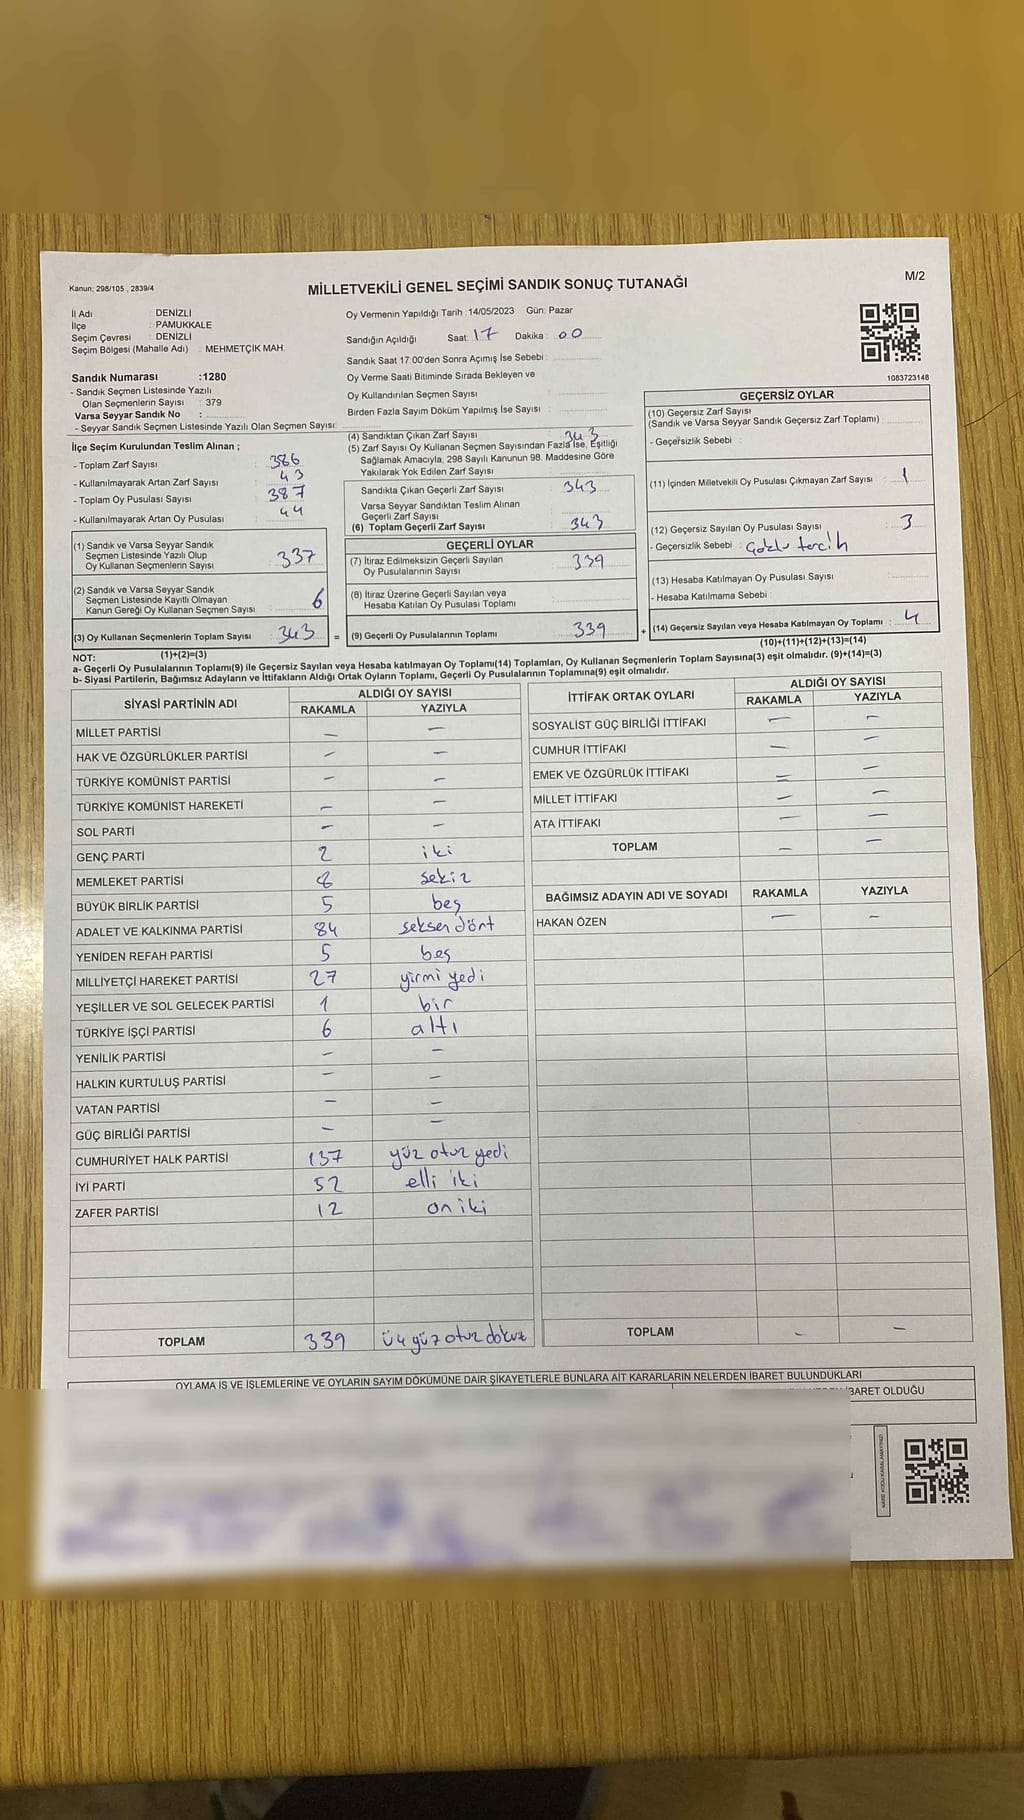 Kanun; 298/105 , 2839/4
MİLLETVEKİLİ GENEL SEÇİMİ SANDIK SONUÇ TUTANAĞI
M/2
İl Adı : DENİZLİ
İlçe : PAMUKKALE
Seçim Çevresi : DENİZLİ
Seçim Bölgesi (Mahalle Adı) : MEHMETÇİK MAH.
Sandık Numarası :1280
- Sandık Seçmen Listesinde Yazılı
Olan Seçmenlerin Sayısı : 379
Varsa Seyyar Sandık No :
- Seyyar Sandık Seçmen Listesinde Yazılı Olan Seçmen Sayısı:
Oy Vermenin Yapıldığı Tarih :14/05/2023 Gün: Pazar
Sandığın Açıldığı Saat: 17 Dakika : 00
Sandık Saat 17:00'den Sonra Açımış İse Sebebi :
Oy Verme Saati Bitiminde Sırada Bekleyen ve
Oy Kullandırılan Seçmen Sayısı :
Birden Fazla Sayım Döküm Yapılmış İse Sayısı :
1083723146
İlçe Seçim Kurulundan Teslim Alınan ;
- Toplam Zarf Sayısı : 386
- Kullanılmayarak Artan Zarf Sayısı : 43
- Toplam Oy Pusulası Sayısı : 387
- Kullanılmayarak Artan Oy Pusulası : 44
(1) Sandık ve Varsa Seyyar Sandık
Seçmen Listesinde Yazılı Olup
Oy Kullanan Seçmenlerin Sayısı : 337
(2) Sandık ve Varsa Seyyar Sandık
Seçmen Listesinde Kayıtlı Olmayan
Kanun Gereği Oy Kullanan Seçmen Sayısı : 6
(3) Oy Kullanan Seçmenlerin Toplam Sayısı : 343 =
(1)+(2)=(3)
(4) Sandıktan Çıkan Zarf Sayısı : 343
(5) Zarf Sayısı Oy Kullanan Seçmen Sayısından Fazla İse, Eşitliği
Sağlamak Amacıyla, 298 Sayılı Kanunun 98. Maddesine Göre
Yakılarak Yok Edilen Zarf Sayısı :
Sandıkta Çıkan Geçerli Zarf Sayısı : 343
Varsa Seyyar Sandıktan Teslim Alınan
Geçerli Zarf Sayısı :
(6) Toplam Geçerli Zarf Sayısı : 343
GEÇERLİ OYLAR
(7) İtiraz Edilmeksizin Geçerli Sayılan
Oy Pusulalarının Sayısı : 339
(8) İtiraz Üzerine Geçerli Sayılan veya
Hesaba Katılan Oy Pusulası Toplamı :
(9) Geçerli Oy Pusulalarının Toplamı : 339 +
GEÇERSİZ OYLAR
(10) Geçersiz Zarf Sayısı
(Sandık ve Varsa Seyyar Sandık Geçersiz Zarf Toplamı) :
- Geçersizlik Sebebi :
(11) İçinden Milletvekili Oy Pusulası Çıkmayan Zarf Sayısı : 1
(12) Geçersiz Sayılan Oy Pusulası Sayısı : 3
- Geçersizlik Sebebi : Çoklu tercih
(13) Hesaba Katılmayan Oy Pusulası Sayısı :
- Hesaba Katılmama Sebebi :
(14) Geçersiz Sayılan veya Hesaba Katılmayan Oy Toplamı : 4
(10)+(11)+(12)+(13)=(14)
NOT:
a- Geçerli Oy Pusulalarının Toplamı(9) ile Geçersiz Sayılan veya Hesaba katılmayan Oy Toplamı(14) Toplamları, Oy Kullanan Seçmenlerin Toplam Sayısına(3) eşit olmalıdır. (9)+(14)=(3)
b- Siyasi Partilerin, Bağımsız Adayların ve İttifakların Aldığı Ortak Oyların Toplamı, Geçerli Oy Pusulalarının Toplamına(9) eşit olmalıdır.
SİYASİ PARTİNİN ADI ALDIĞI OY SAYISI
RAKAMLA YAZIYLA
MİLLET PARTİSİ — —
HAK VE ÖZGÜRLÜKLER PARTİSİ — —
TÜRKİYE KOMÜNİST PARTİSİ — —
TÜRKİYE KOMÜNİST HAREKETİ — —
SOL PARTİ — —
GENÇ PARTİ 2 iki
MEMLEKET PARTİSİ 8 sekiz
BÜYÜK BİRLİK PARTİSİ 5 beş
ADALET VE KALKINMA PARTİSİ 84 seksen dört
YENİDEN REFAH PARTİSİ 5 beş
MİLLİYETÇİ HAREKET PARTİSİ 27 yirmi yedi
YEŞİLLER VE SOL GELECEK PARTİSİ 1 bir
TÜRKİYE İŞÇİ PARTİSİ 6 altı
YENİLİK PARTİSİ — —
HALKIN KURTULUŞ PARTİSİ — —
VATAN PARTİSİ — —
GÜÇ BİRLİĞİ PARTİSİ — —
CUMHURİYET HALK PARTİSİ 137 yüz otuz yedi
İYİ PARTİ 52 elli iki
ZAFER PARTİSİ 12 on iki
TOPLAM 339 üç yüz otuz dokuz
İTTİFAK ORTAK OYLARI ALDIĞI OY SAYISI
RAKAMLA YAZIYLA
SOSYALİST GÜÇ BİRLİĞİ İTTİFAKI — —
CUMHUR İTTİFAKI — —
EMEK VE ÖZGÜRLÜK İTTİFAKI — —
MİLLET İTTİFAKI — —
ATA İTTİFAKI — —
TOPLAM — —
BAĞIMSIZ ADAYIN ADI VE SOYADI RAKAMLA YAZIYLA
HAKAN ÖZEN — —
TOPLAM — —
OYLAMA İŞ VE İŞLEMLERİNE VE OYLARIN SAYIM DÖKÜMÜNE DAİR ŞİKAYETLERLE BUNLARA AİT KARARLARIN NELERDEN İBARET BULUNDUKLARI
İBARET OLDUĞU